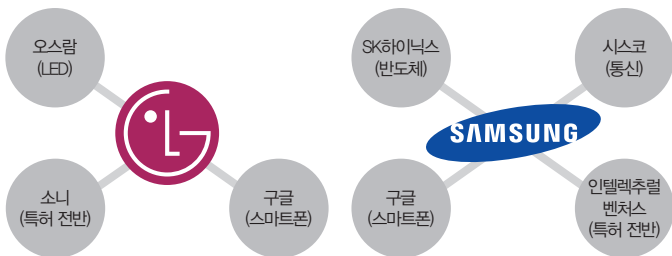 오스람
(LED)
LG
소니
(특허 전반)
구글
(스마트폰)
SK하이닉스
(반도체)
시스코
(통신)
SAMSUNG
구글
(스마트폰)
인텔렉추럴
벤처스
(특허 전반)